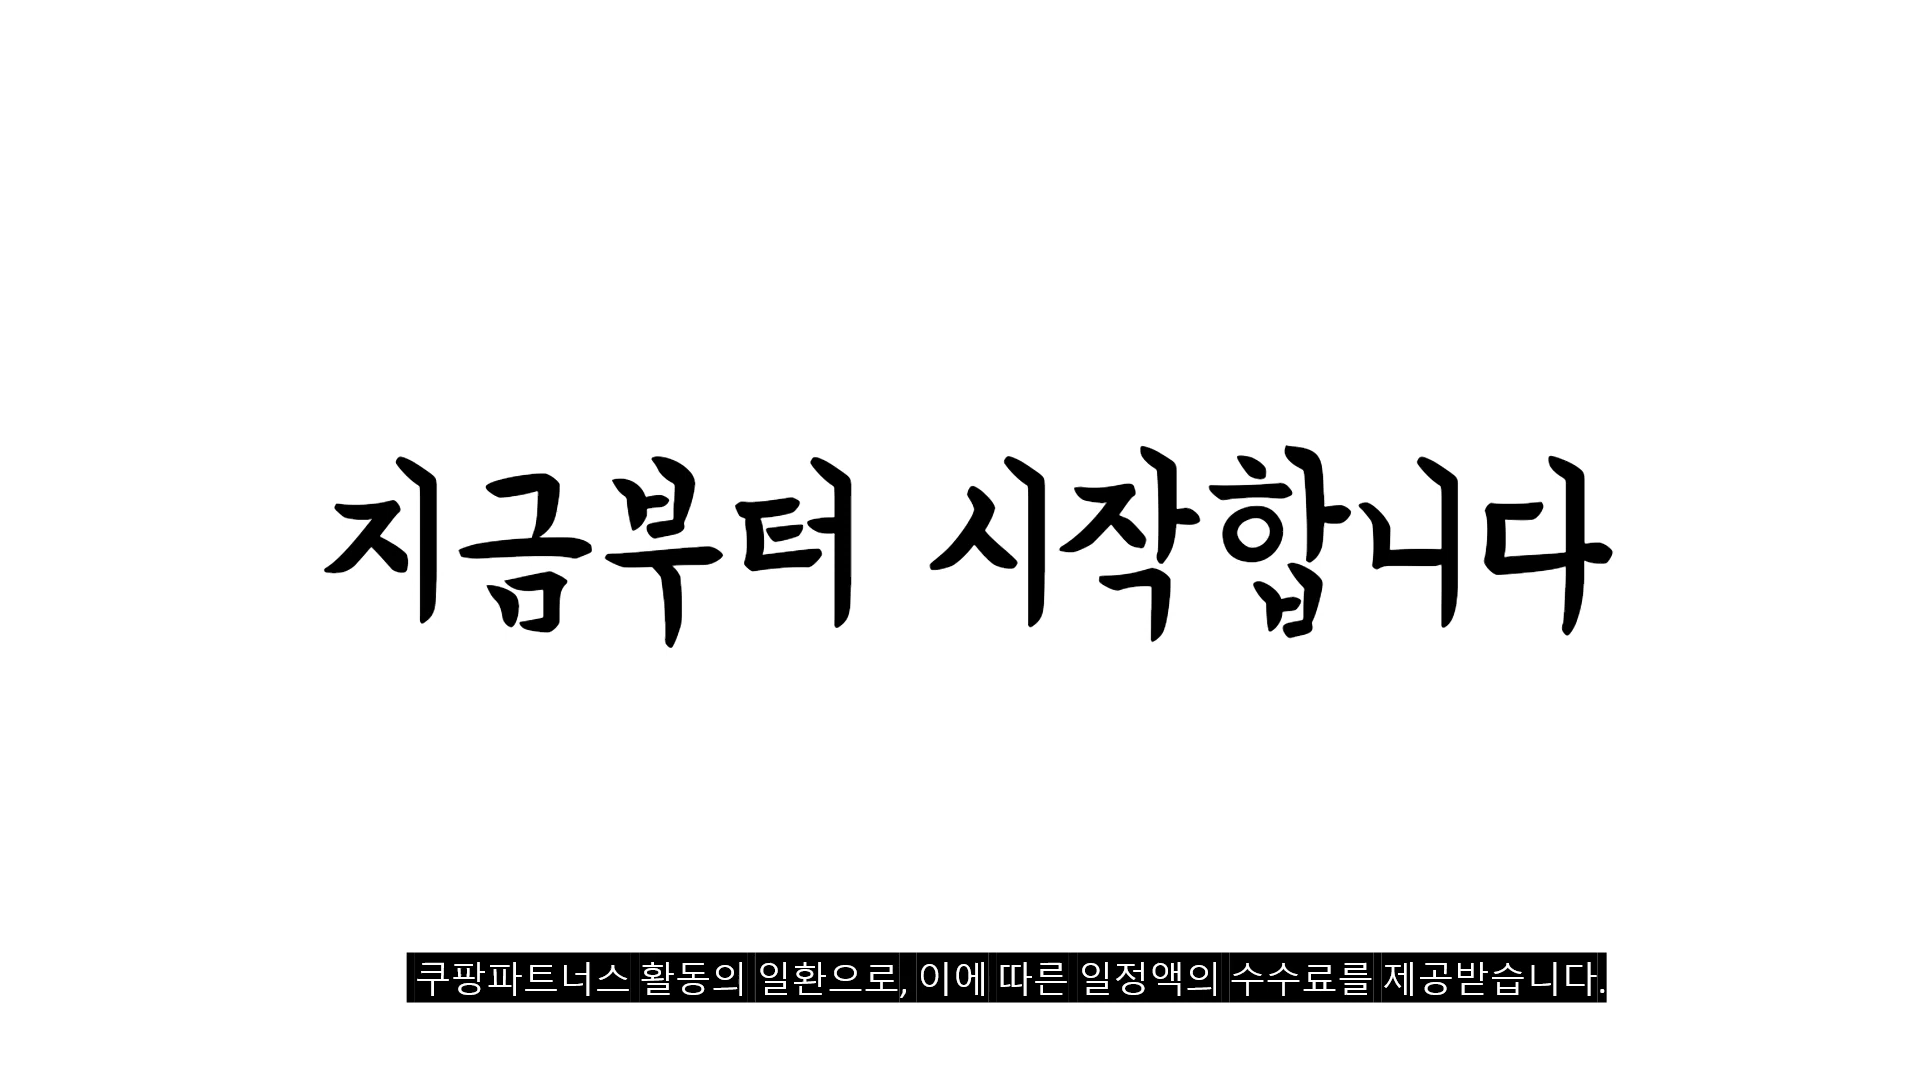 지금부터 시작합니다
쿠팡파트너스 활동의 일환으로, 이에 따른 일정액의 수수료를 제공받습니다.